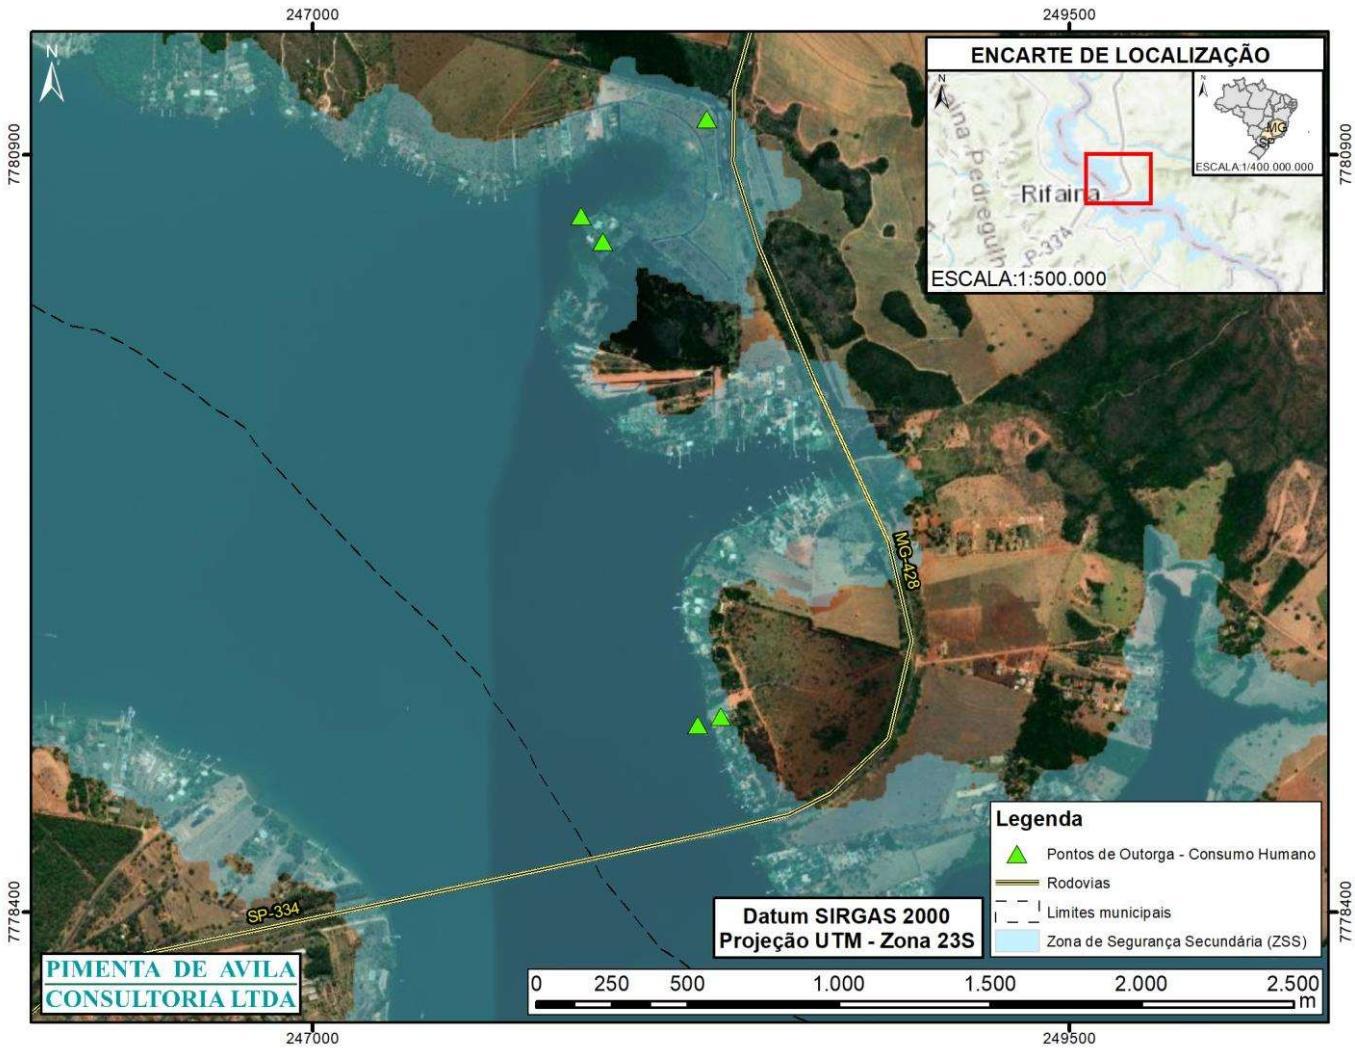 247000
249500
7780900
7780900
N
ENCARTE DE LOCALIZAÇÃO
N
N
MG
SP
ESCALA:1/400.000.000
Rifaina
ESCALA:1:500.000
MG-428
SP-334
Legenda
Pontos de Outorga - Consumo Humano
Rodovias
Limites municipais
Zona de Segurança Secundária (ZSS)
Datum SIRGAS 2000
Projeção UTM - Zona 23S
7778400
7778400
PIMENTA DE AVILA
CONSULTORIA LTDA
0 250 500 1.000 1.500 2.000 2.500
m
247000
249500